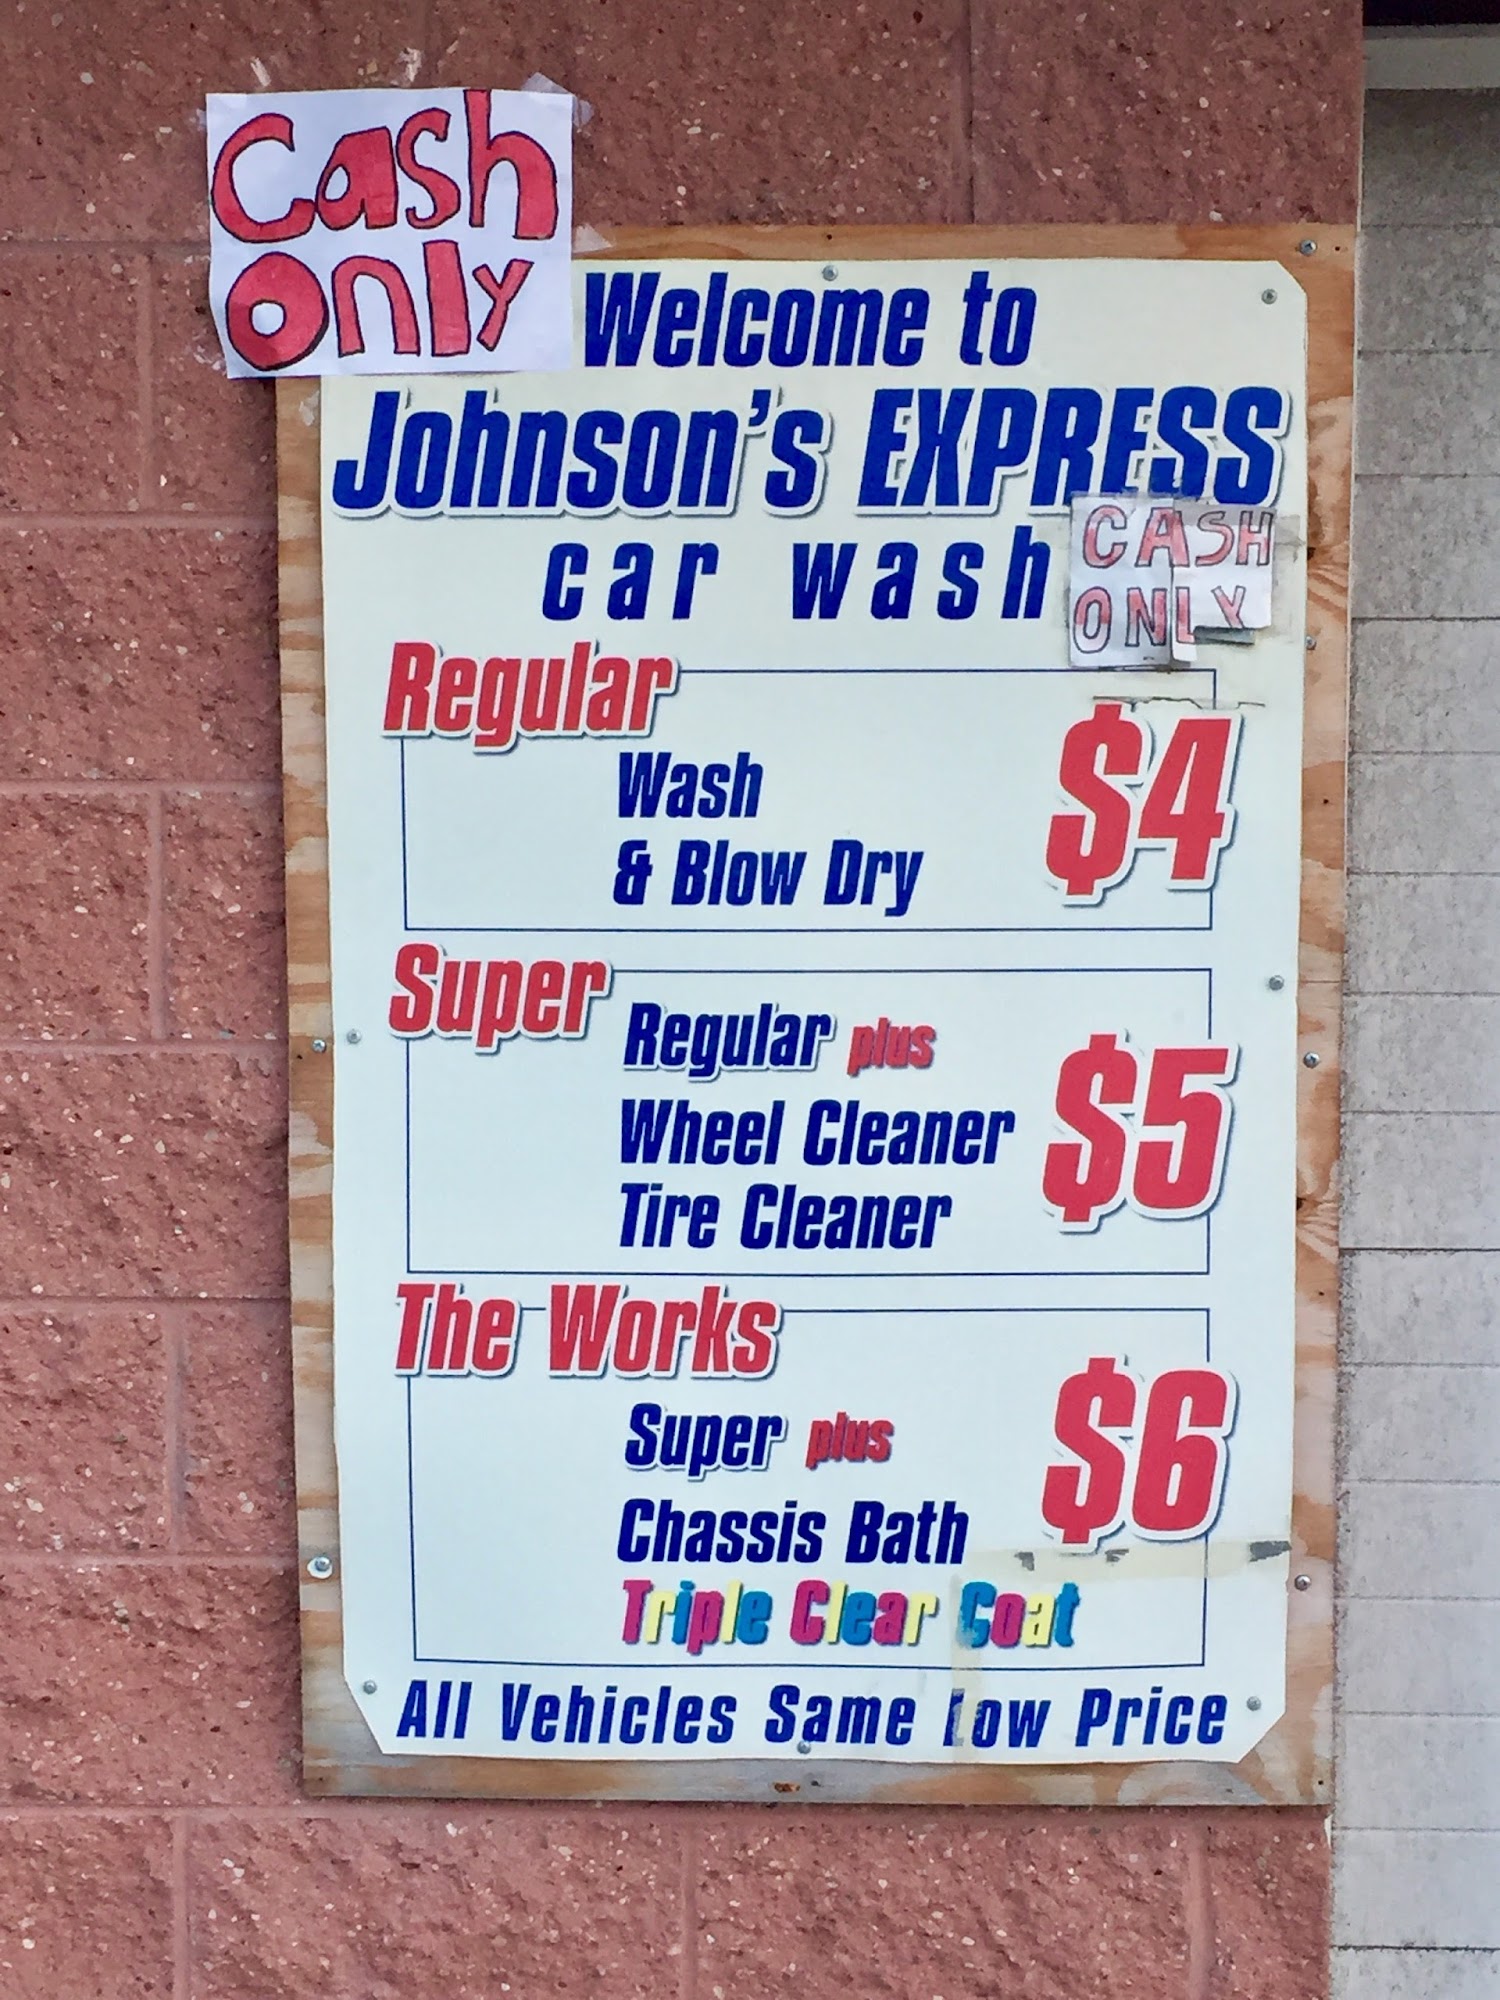 Cash
only
Welcome to
Johnson's EXPRESS
car wash
CASH
ONLY
Regular
Wash
& Blow Dry
$4
Super
Regular plus
Wheel Cleaner
Tire Cleaner
$5
The Works
Super plus
Chassis Bath
Triple Clear Coat
$6
All Vehicles Same Low Price